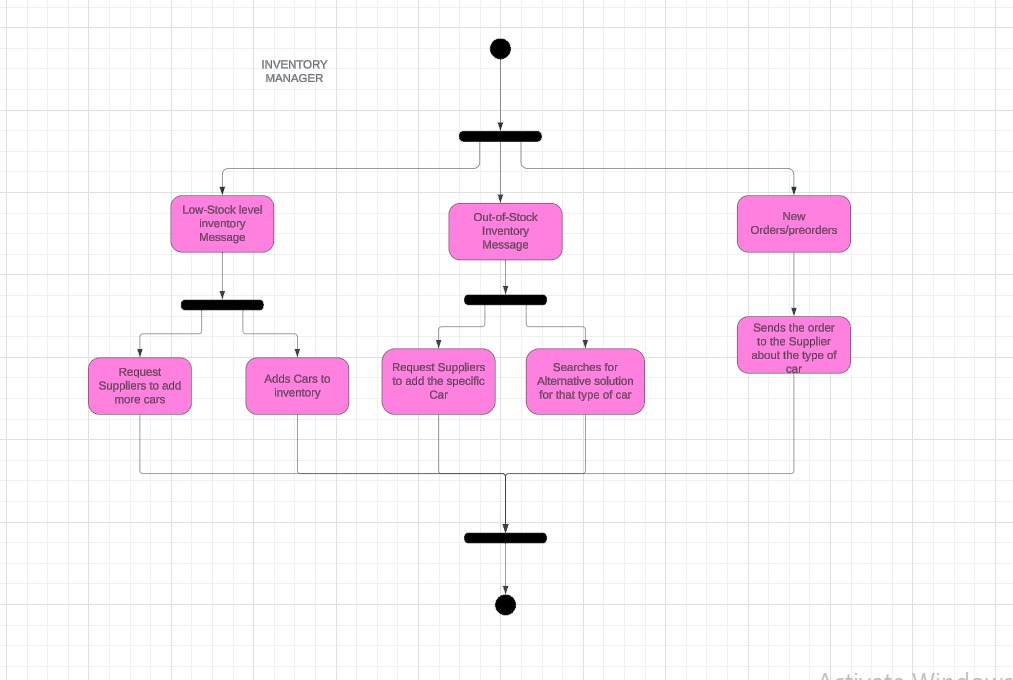 INVENTORY
MANAGER
Low-Stock level
inventory
Message
Out-of-Stock
Inventory
Message
New
Orders/preorders
Sends the order
to the Supplier
about the type of
car
Request
Suppliers to add
more cars
Adds Cars to
inventory
Request Suppliers
to add the specific
Car
Searches for
Alternative solution
for that type of car
Activate Windows